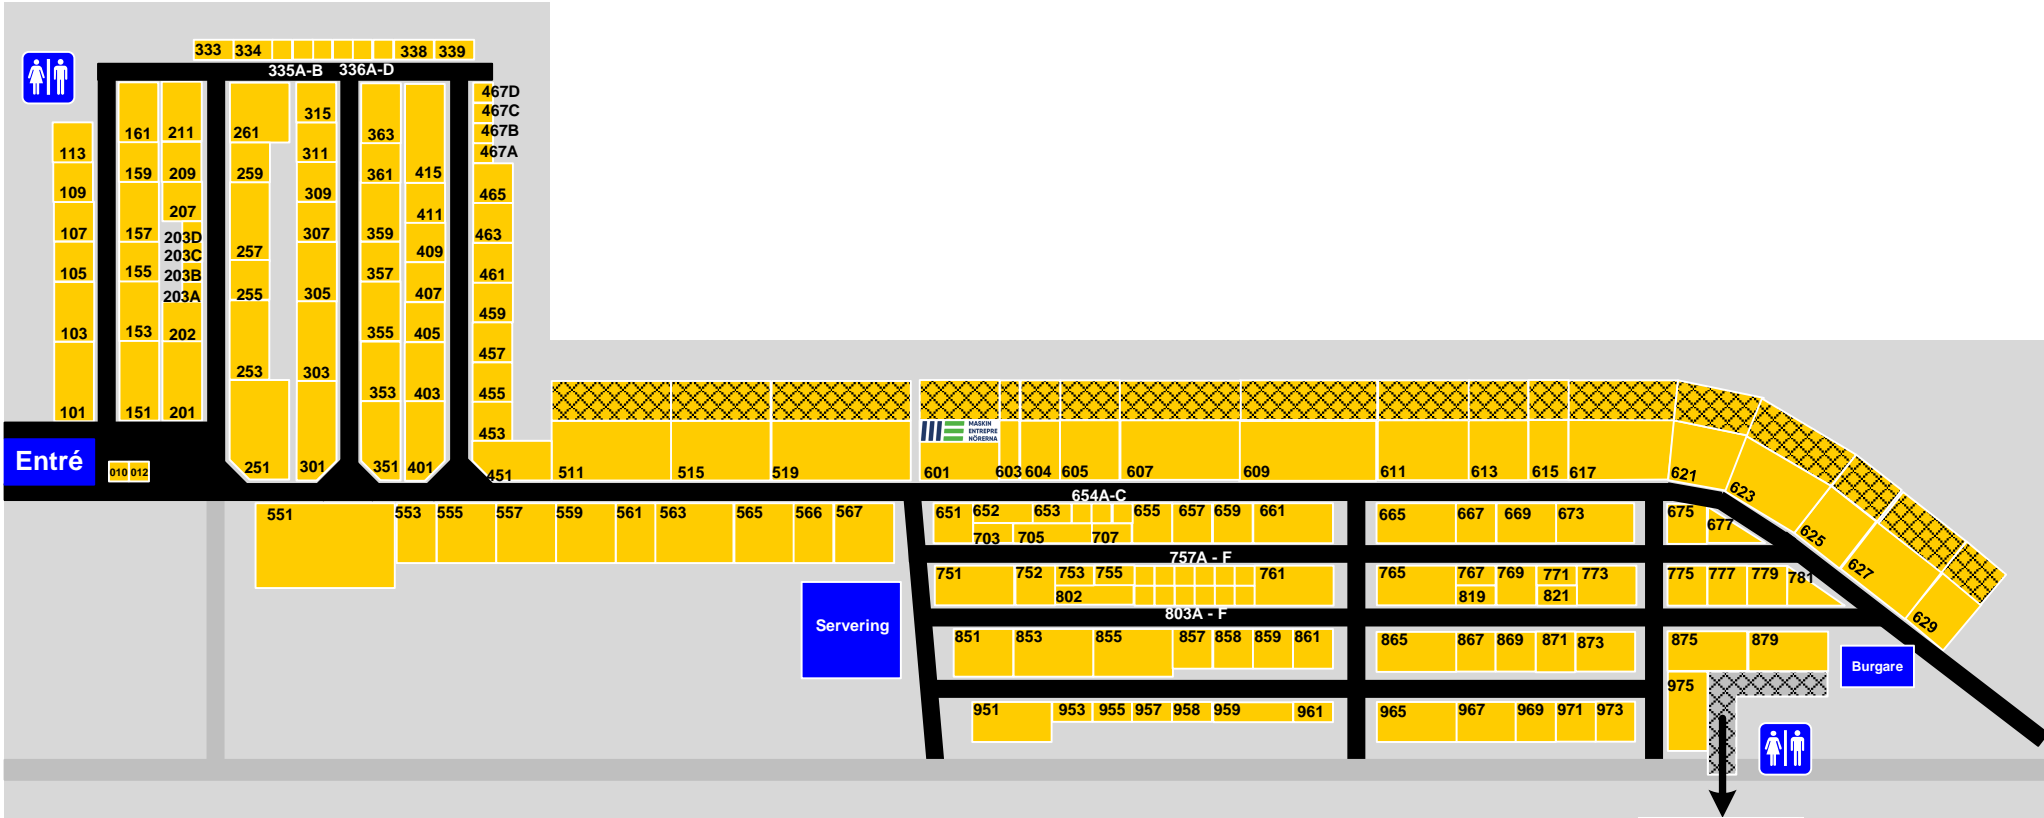 333 334 338 339
335A-B 336A-D
467D
467C
467B
467A
161 211 261 315 363
113 159 209 259 311 361 415 465
109 207 309 411
107 157 203D 257 307 359 409 463
203C
105 155 203B 357 461
203A 255 305 407 459
103 153 202 355 405
457
253 303 353 403 455
101 151 201 453
Entré
010 012
251 301 351 401 451
511 515 519
MASKIN
ENTREPRE
NÖRERNA
601 603 604 605 607 609 611 613 615 617 621
623
625
627
629
654A-C
551 553 555 557 559 561 563 565 566 567
651 652 653 655 657 659 661 665 667 669 673 675 677
703 705 707
757A - F
751 752 753 755 761 765 767 769 771 773 775 777 779 781
802 819 821
803A - F
Servering
851 853 855 857 858 859 861 865 867 869 871 873 875 879
Burgare
975
951 953 955 957 958 959 961 965 967 969 971 973